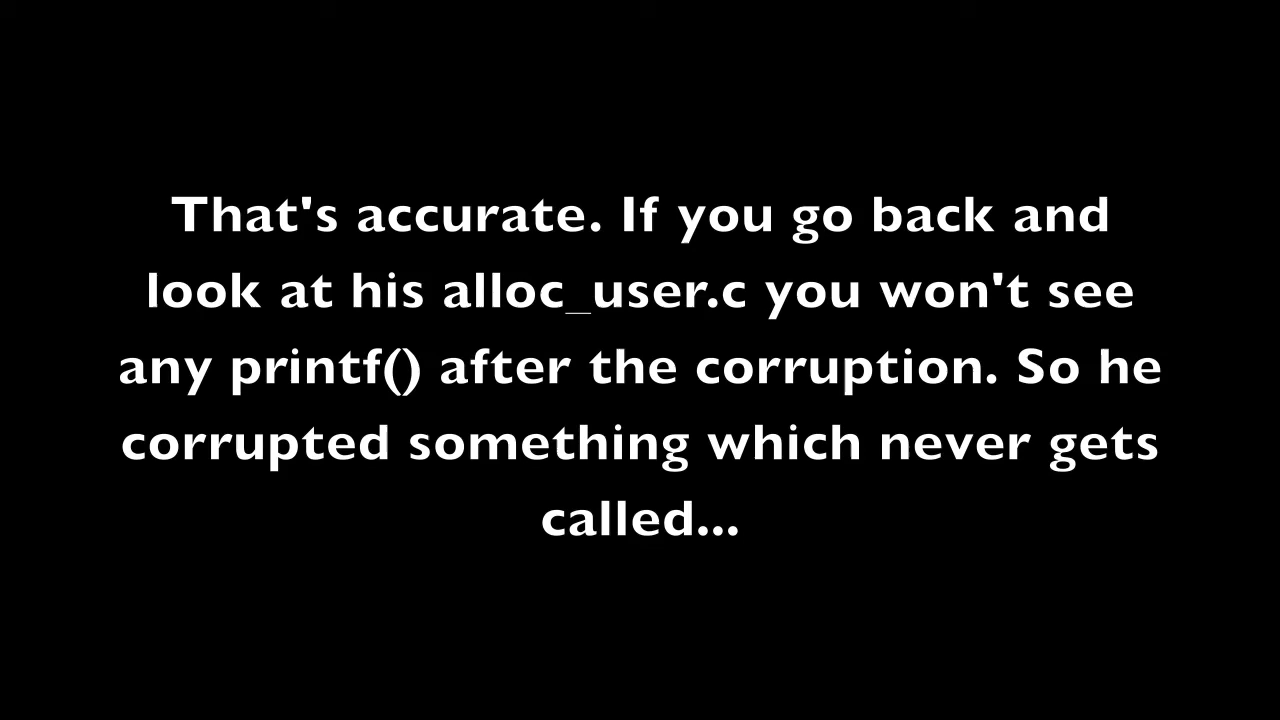 That's accurate. If you go back and
look at his alloc_user.c you won't see
any printf() after the corruption. So he
corrupted something which never gets
called...